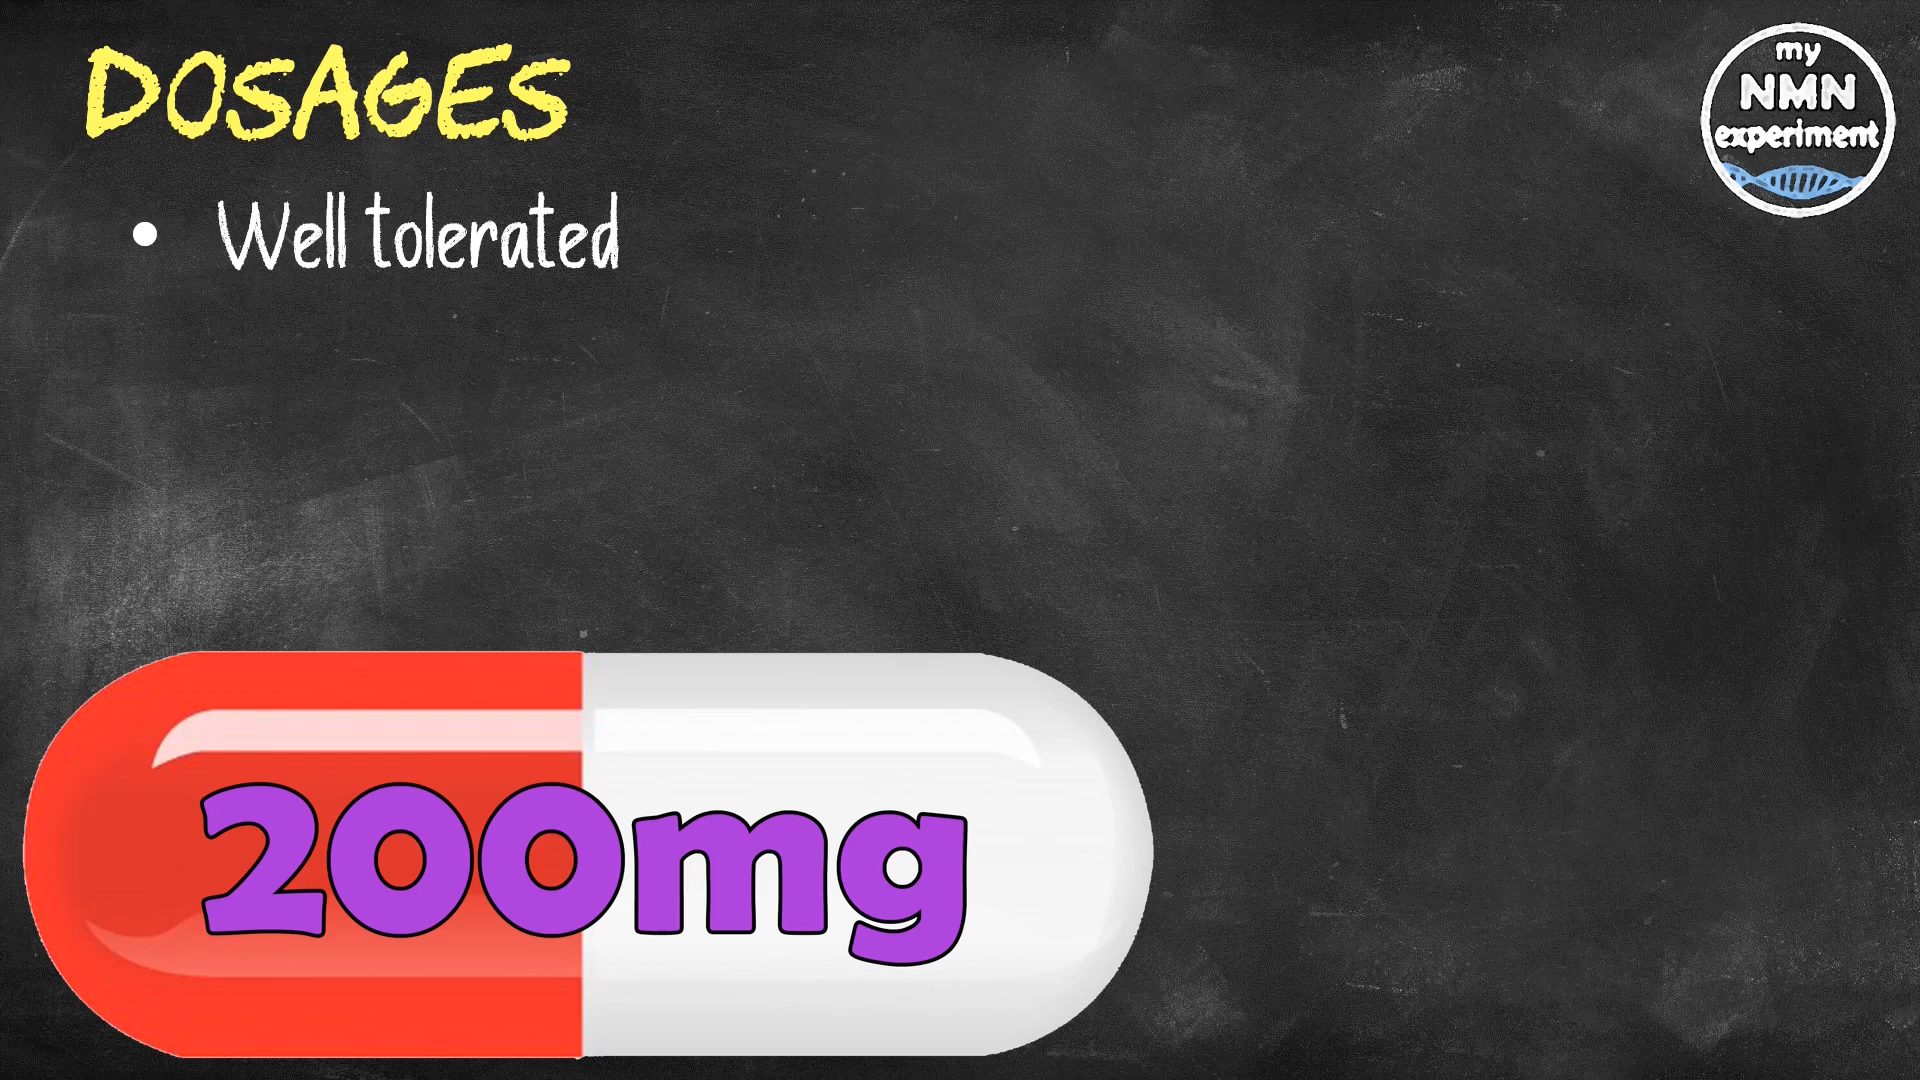 DOSAGES
my
NMN
experiment
• Well tolerated
200mg